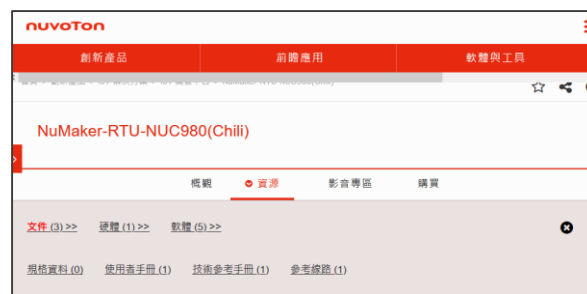 nuvoTon
創新產品 前瞻應用 軟體與工具
NuMaker-RTU-NUC980(Chili)
概觀 資源 影音專區 購買
文件 (3) >> 硬體 (1) >> 軟體 (5) >>
規格資料 (0) 使用者手冊 (1) 技術參考手冊 (1) 參考線路 (1)